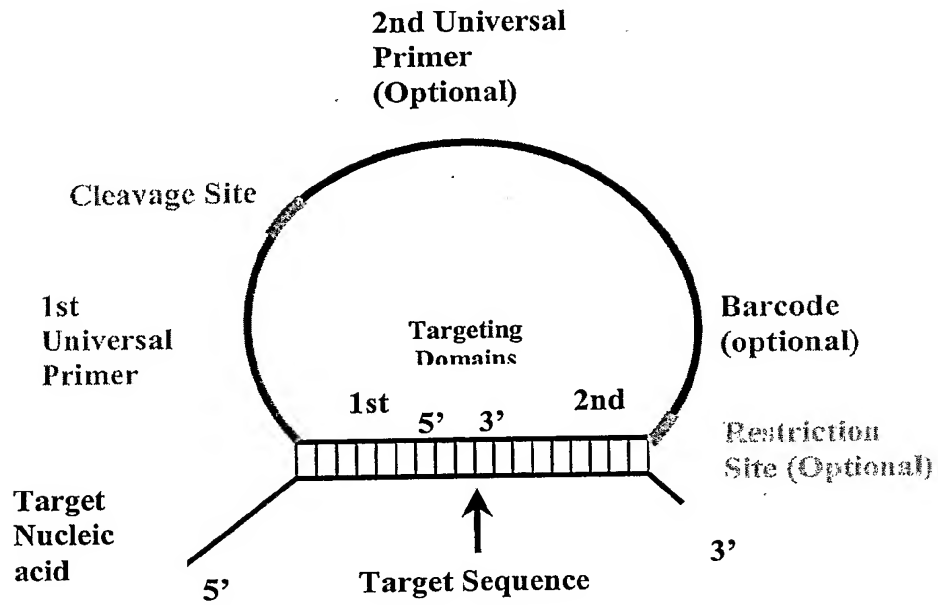 2nd Universal
Primer
(Optional)
Cleavage Site
1st
Universal
Primer
Targeting
Domains
Barcode
(optional)
1st
5’
3’
2nd
Restriction
Site (Optional)
Target
Nucleic
acid
5’
Target Sequence
3’